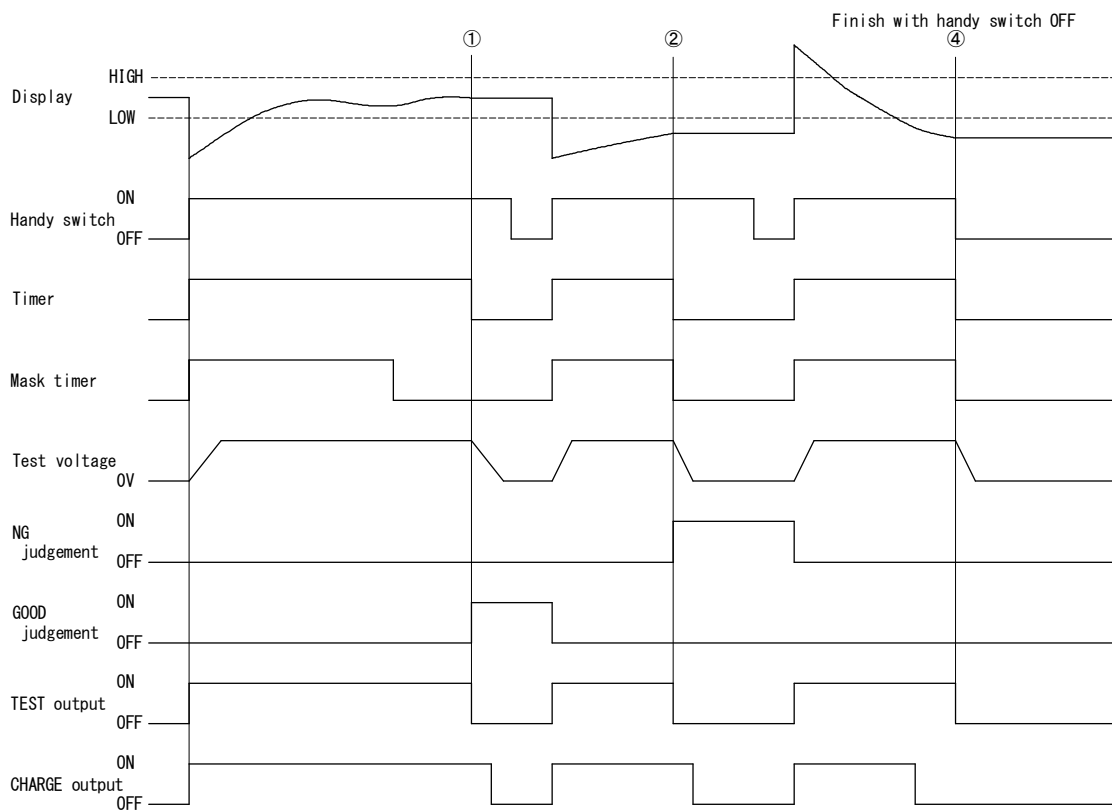 Finish with handy switch OFF
① ② ④
HIGH
Display
LOW
ON
Handy switch
OFF
Timer
Mask timer
Test voltage
0V
ON
NG
judgement
OFF
ON
GOOD
judgement
OFF
ON
TEST output
OFF
ON
CHARGE output
OFF